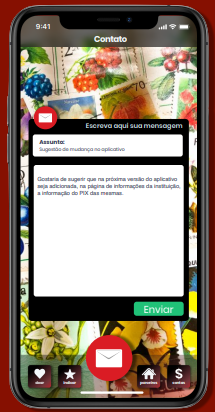 9:41
Contato
Escreva aqui sua mensagem
Assunto:
Sugestão de mudança no aplicativo
Gostaria de sugerir que na próxima versão do aplicativo
seja adicionada, na página de informações da instituição,
a informação do PIX das mesmas.
Enviar
doar
indicar
parceiros
contas